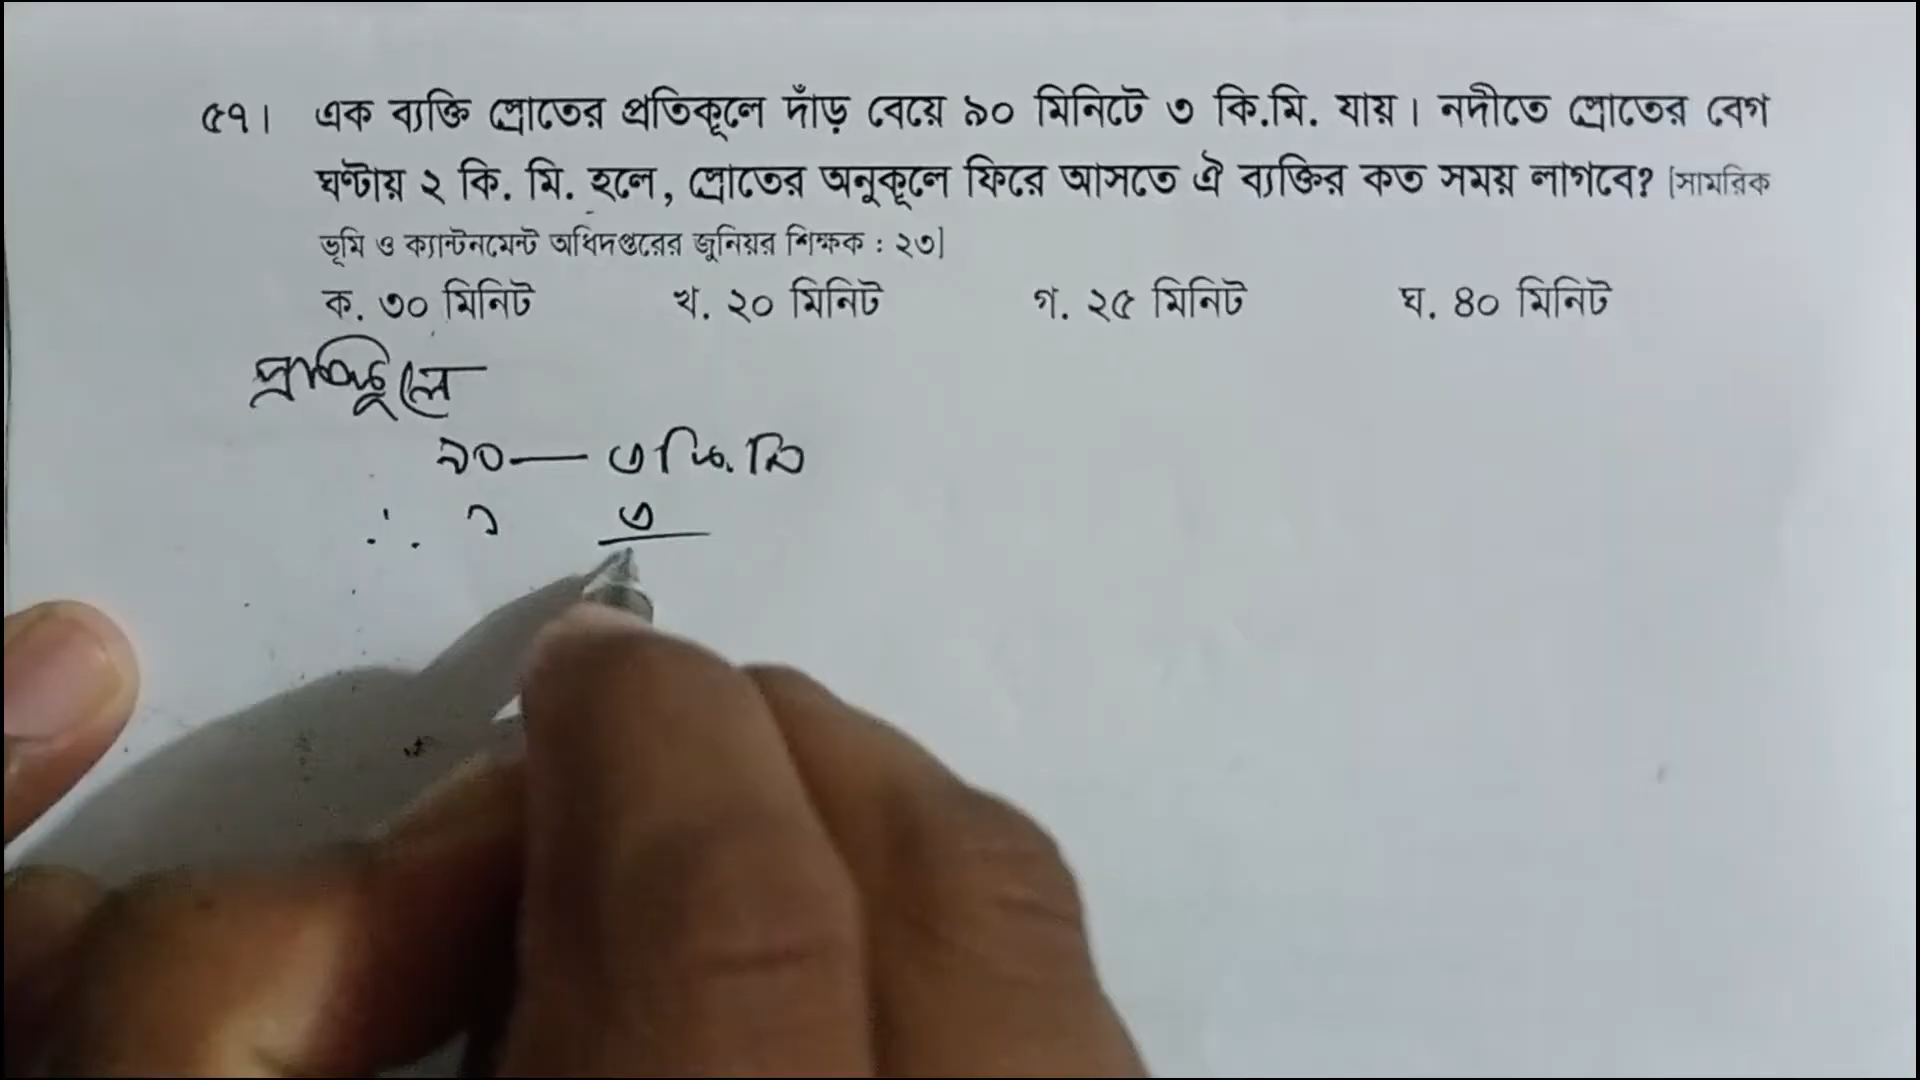 ৫৭। এক ব্যক্তি স্রোতের প্রতিকূলে দাঁড় বেয়ে ৯০ মিনিটে ৩ কি.মি. যায়। নদীতে স্রোতের বেগ
ঘণ্টায় ২ কি. মি. হলে, স্রোতের অনুকূলে ফিরে আসতে ঐ ব্যক্তির কত সময় লাগবে? [সামরিক
ভূমি ও ক্যান্টনমেন্ট অধিদপ্তরের জুনিয়র শিক্ষক : ২৩]
ক. ৩০ মিনিট খ. ২০ মিনিট গ. ২৫ মিনিট ঘ. ৪০ মিনিট
প্রতিকূলে
৯০ — ৩ কি.মি
∴ ১ ৩